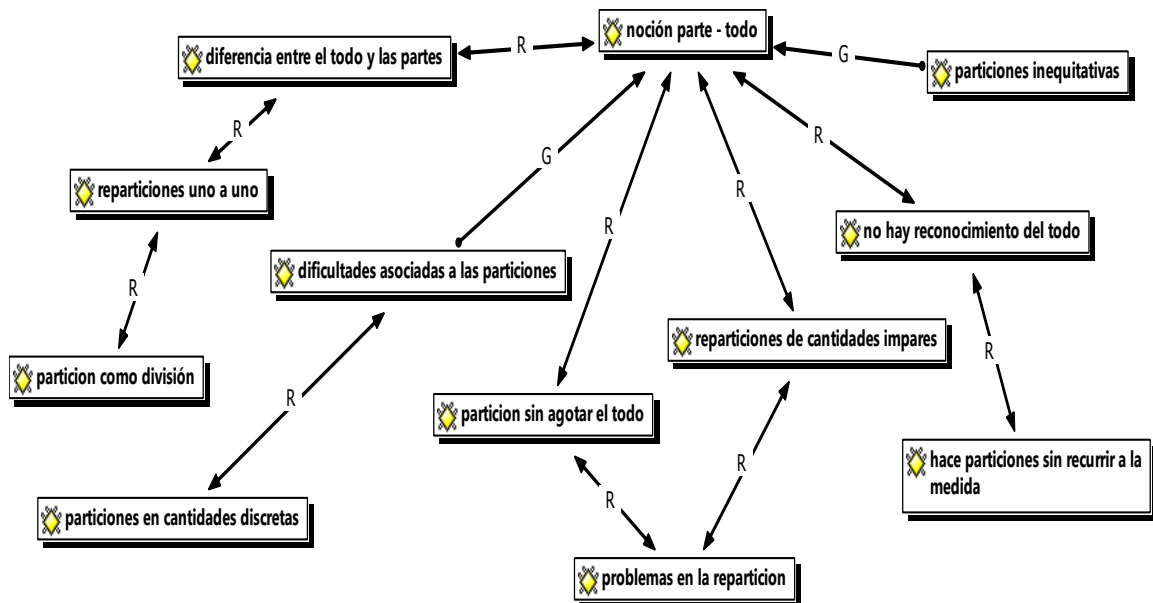 noción parte - todo
diferencia entre el todo y las partes
R
G
particiones inequitativas
R
R
G
reparticiones uno a uno
R
R
no hay reconocimiento del todo
dificultades asociadas a las particiones
R
reparticiones de cantidades impares
R
particion como división
R
particion sin agotar el todo
hace particiones sin recurrir a la
medida
R
R
particiones en cantidades discretas
problemas en la reparticion